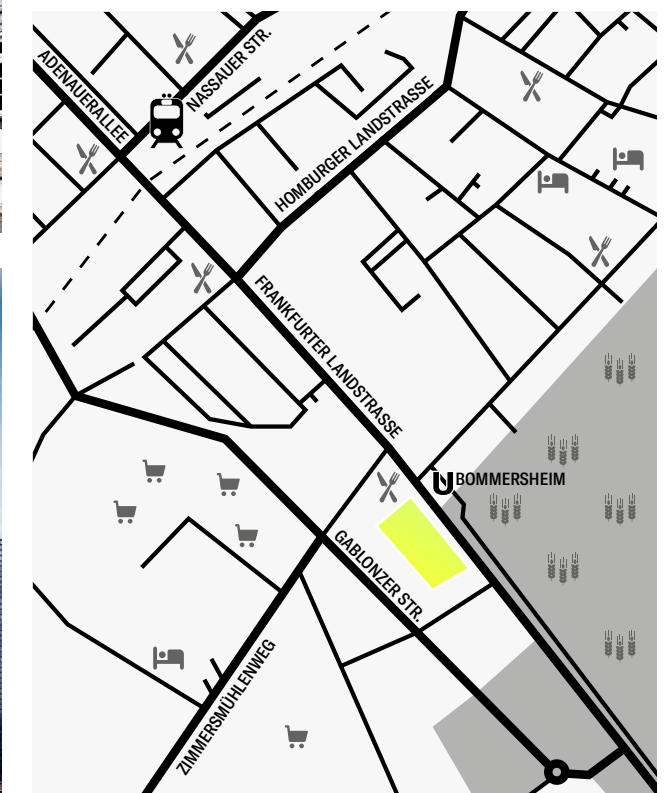 ADENAUERALLEE
NASSAUER STR.
HOMBURGER LANDSTRASSE
FRANKFURTER LANDSTRASSE
U BOMMERSHEIM
GABLONZER STR.
ZIMMERSMÜHLENWEG